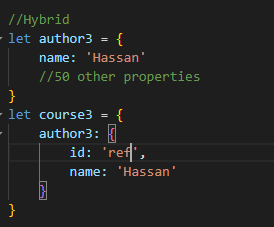 //Hybrid
let author3 = {
    name: 'Hassan'
    //50 other properties
}
let course3 = {
    author3: {
        id: 'ref',
        name: 'Hassan'
    }
}